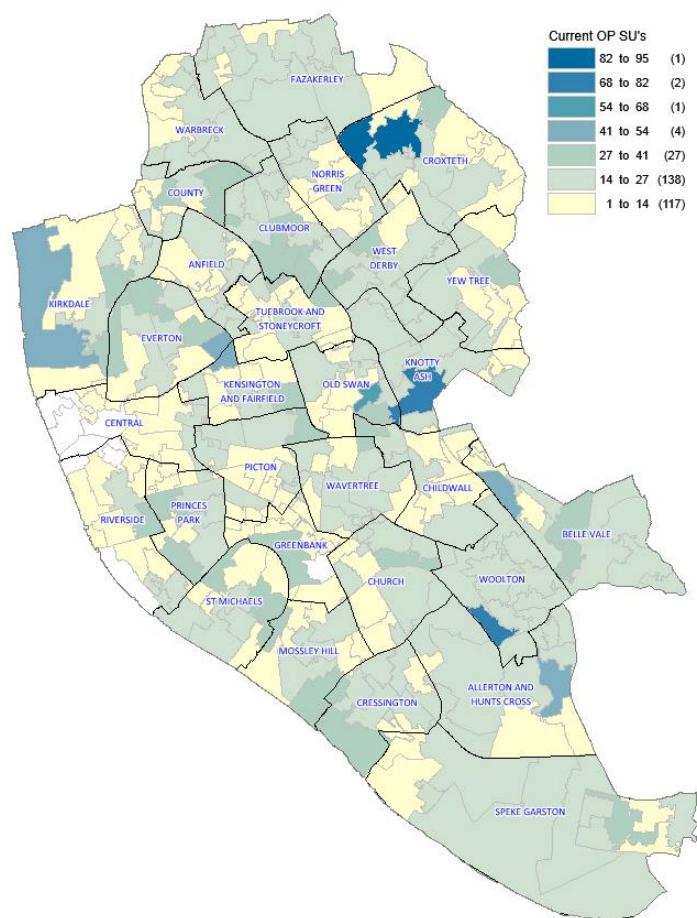 Current OP SU's
82 to 95 (1)
68 to 82 (2)
54 to 68 (1)
41 to 54 (4)
27 to 41 (27)
14 to 27 (138)
1 to 14 (117)
FAZAKERLEY
WARBRECK
CROXTETH
NORRIS
GREEN
COUNTY
CLUBMOOR
WEST
DERBY
ANFIELD
YEW TREE
KIRKDALE
TUEBROOK AND
STONEYCROFT
EVERTON
KNOTTY
ASH
KENSINGTON
AND FAIRFIELD
OLD SWAN
CENTRAL
PICTON
WAVERTREE
CHILDWALL
PRINCES
PARK
RIVERSIDE
BELLE VALE
GREENBANK
CHURCH
WOOLTON
ST MICHAELS
MOSSLEY HILL
ALLERTON AND
HUNTS CROSS
CRESSINGTON
SPEKE GARSTON